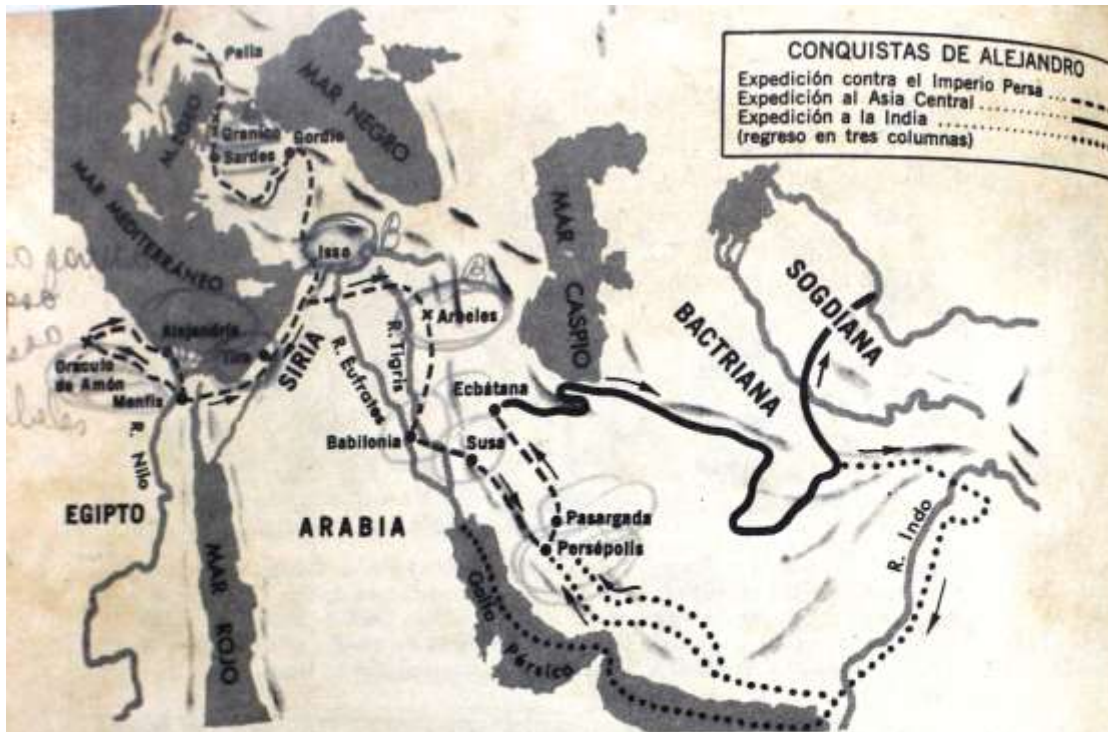 CONQUISTAS DE ALEJANDRO
Expedición contra el Imperio Persa ...
Expedición al Asia Central ...........
Expedición a la India ...............
(regreso en tres columnas)
Pella
MAR NEGRO
Granico
Gordio
Sardes
MAR MEDITERRÁNEO
Isso
B
B
MAR CASPIO
SOGDIANA
BACTRIANA
Alejandría
Arbeles
Tiro
SIRIA
R. Tigris
R. Éufrates
Oráculo
de Amón
Menfis
Ecbátana
Babilonia
Susa
R. Nilo
EGIPTO
ARABIA
Pasargada
Persépolis
R. Indo
MAR ROJO
Golfo Pérsico